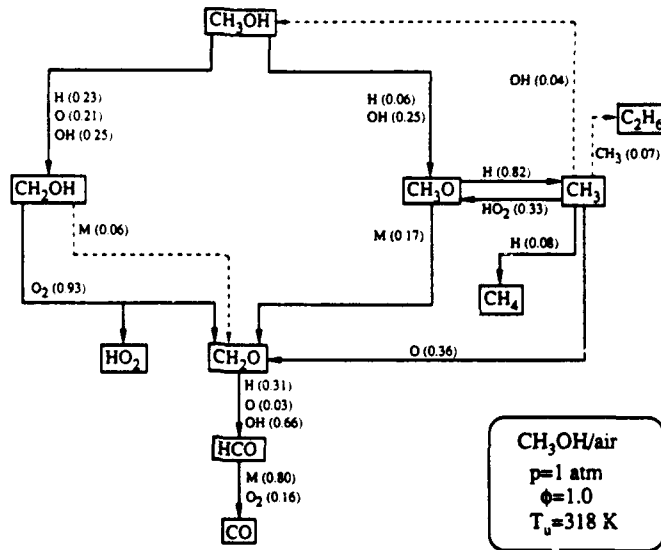 CH₃OH
H (0.23)
O (0.21)
OH (0.25)
H (0.06)
OH (0.25)
OH (0.04)
C₂H₆
CH₃ (0.07)
CH₂OH
CH₃O
H (0.82)
HO₂ (0.33)
CH₃
M (0.06)
M (0.17)
H (0.08)
CH₄
O₂ (0.93)
HO₂
CH₂O
O (0.36)
H (0.31)
O (0.03)
OH (0.66)
HCO
M (0.80)
O₂ (0.16)
CO
CH₃OH/air
p=1 atm
ϕ=1.0
Tᵤ=318 K